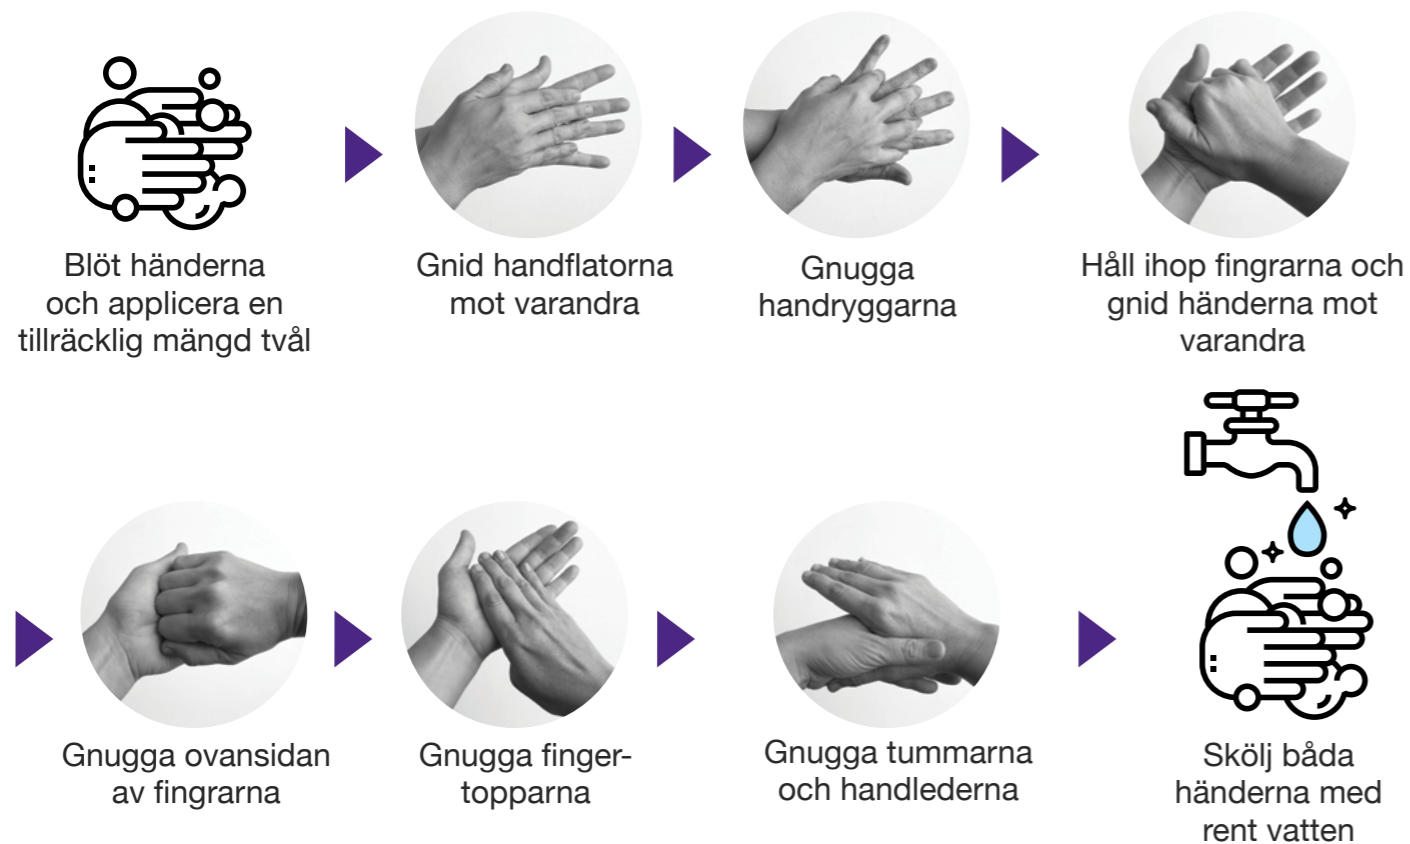 Blöt händerna
och applicera en
tillräcklig mängd tvål
Gnid handflatorna
mot varandra
Gnugga
handryggarna
Håll ihop fingrarna och
gnid händerna mot
varandra
Gnugga ovansidan
av fingrarna
Gnugga finger-
topparna
Gnugga tummarna
och handlederna
Skölj båda
händerna med
rent vatten